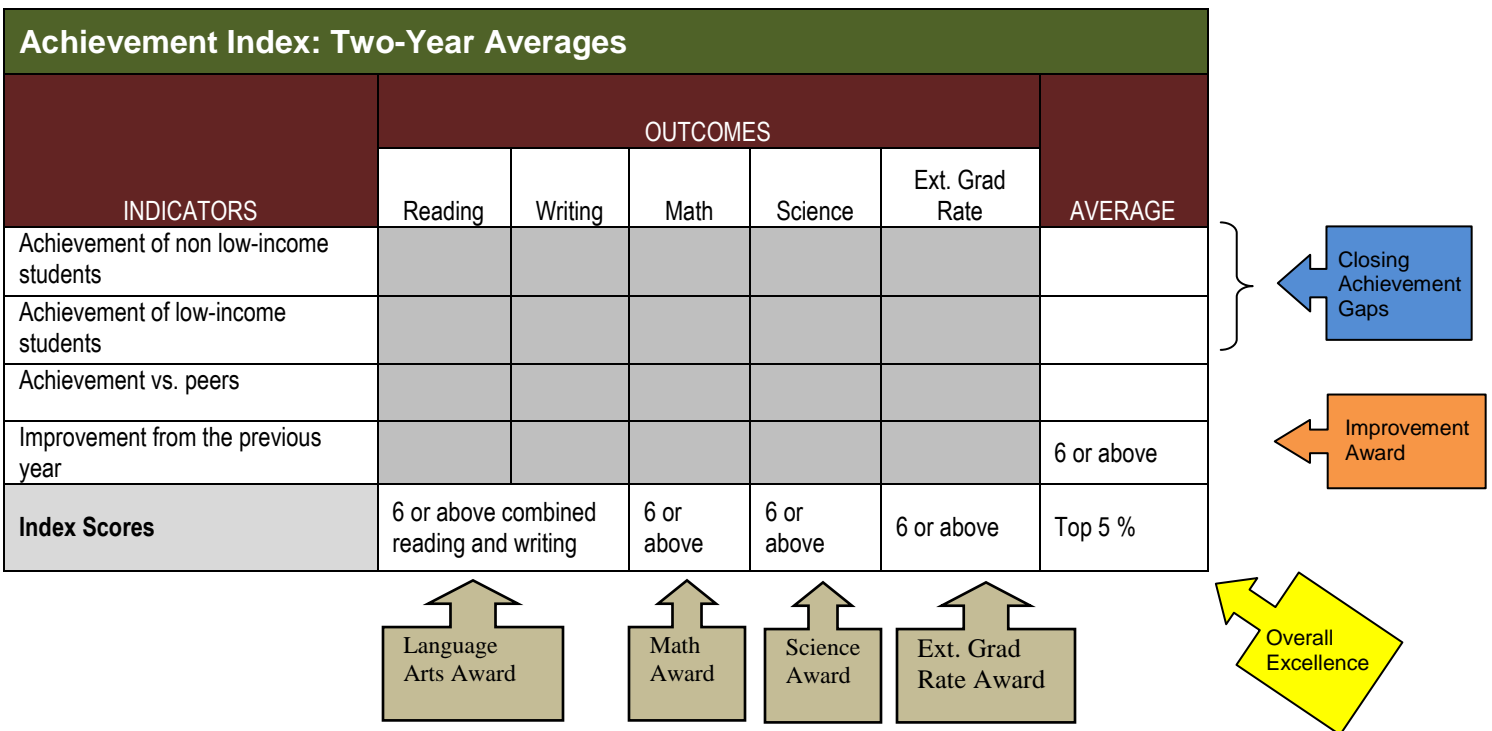 Achievement Index: Two-Year Averages
OUTCOMES
INDICATORS
Reading
Writing
Math
Science
Ext. Grad
Rate
AVERAGE
Achievement of non low-income
students
Achievement of low-income
students
Achievement vs. peers
Improvement from the previous
year
6 or above
Index Scores
6 or above combined
reading and writing
6 or
above
6 or
above
6 or above
Top 5 %
Closing
Achievement
Gaps
Improvement
Award
Language
Arts Award
Math
Award
Science
Award
Ext. Grad
Rate Award
Overall
Excellence